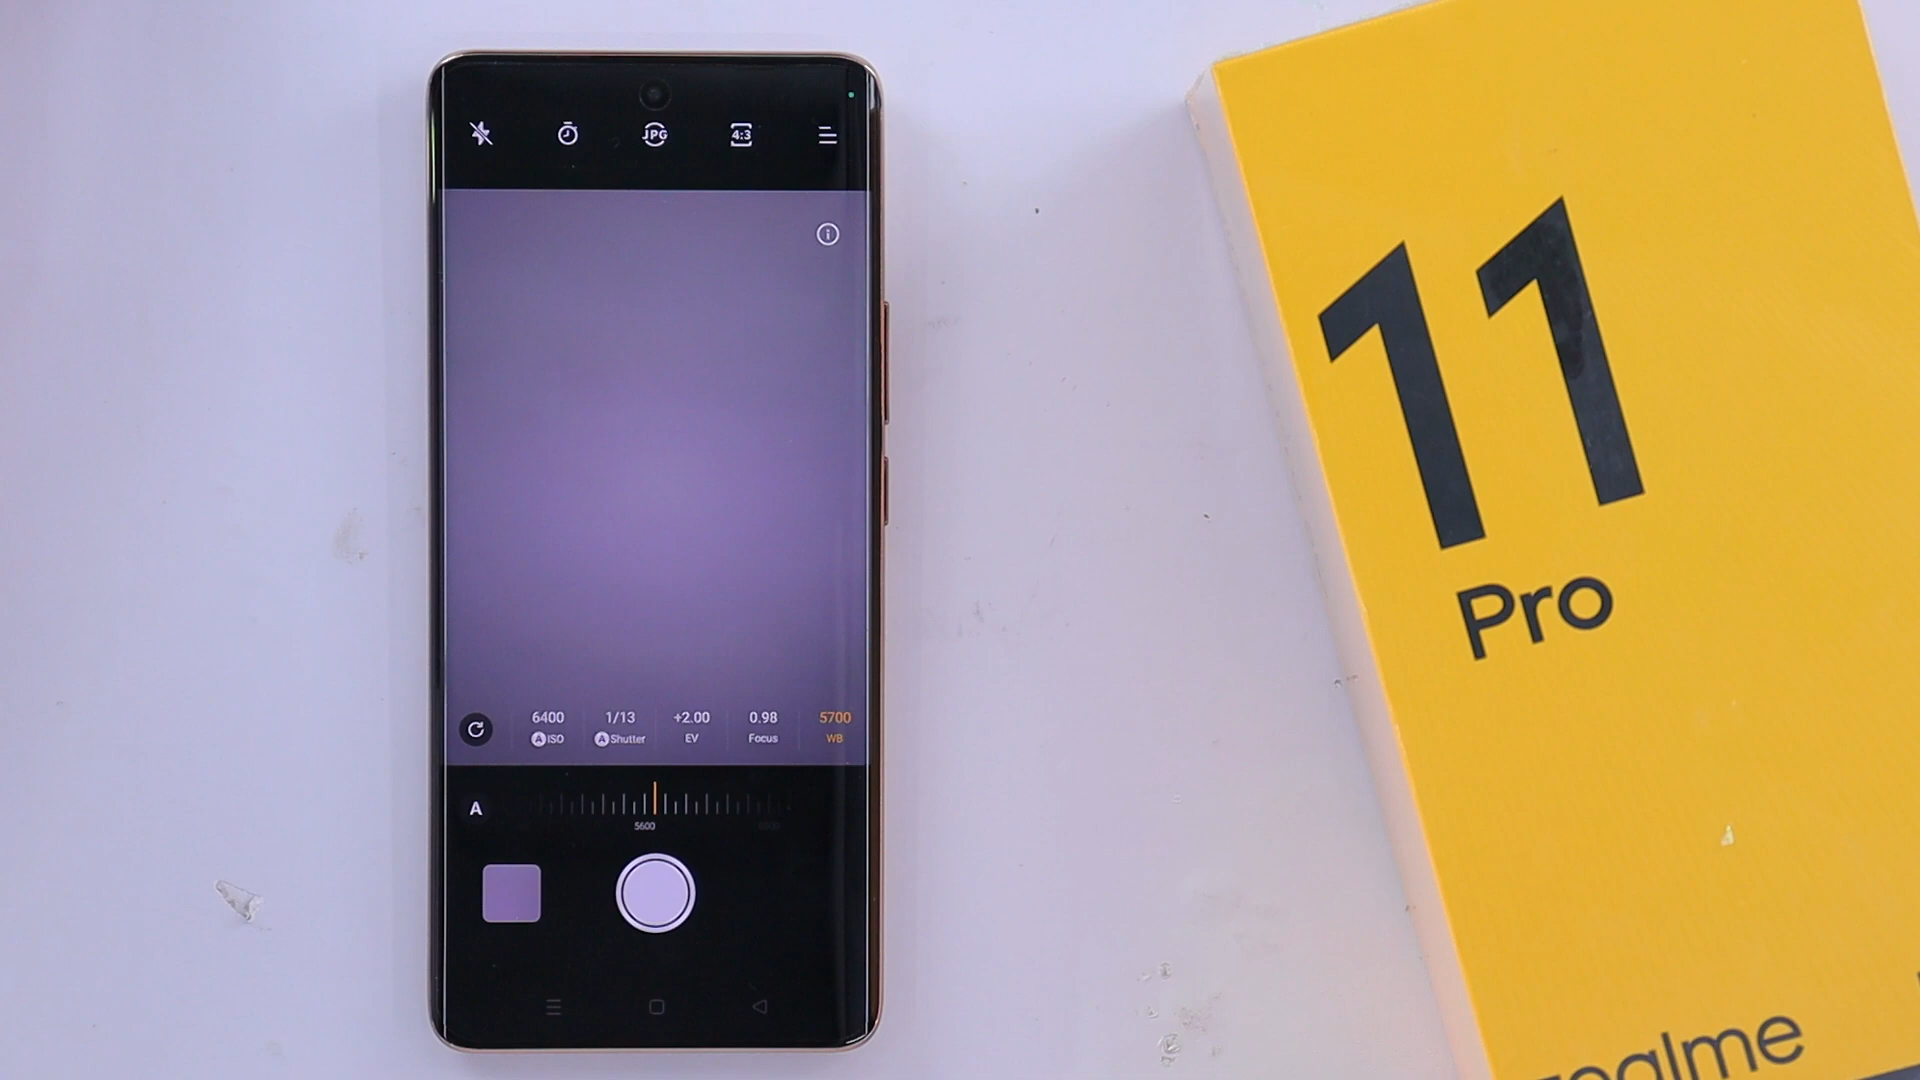 JPG 4:3
6400 1/13 +2.00 0.98 5700
A ISO A Shutter EV Focus WB
A
5600
11
Pro
realme